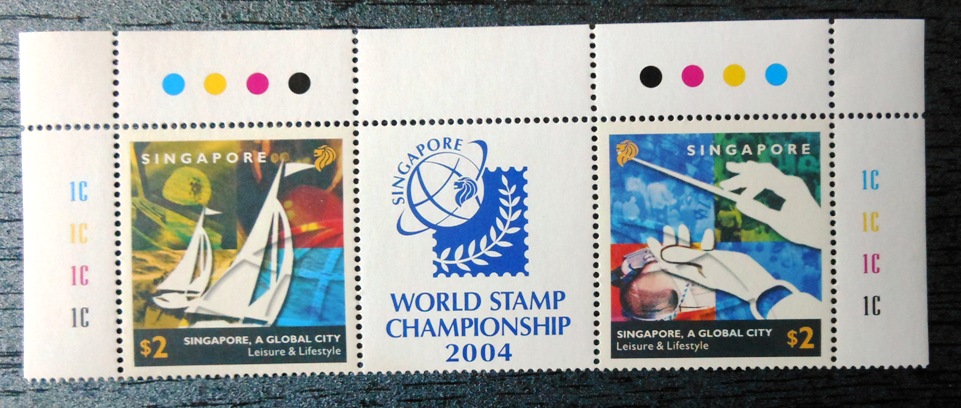 1C
1C
1C
1C
SINGAPORE
$2
SINGAPORE, A GLOBAL CITY
Leisure & Lifestyle
SINGAPORE
WORLD STAMP
CHAMPIONSHIP
2004
SINGAPORE
SINGAPORE, A GLOBAL CITY
Leisure & Lifestyle
$2
1C
1C
1C
1C